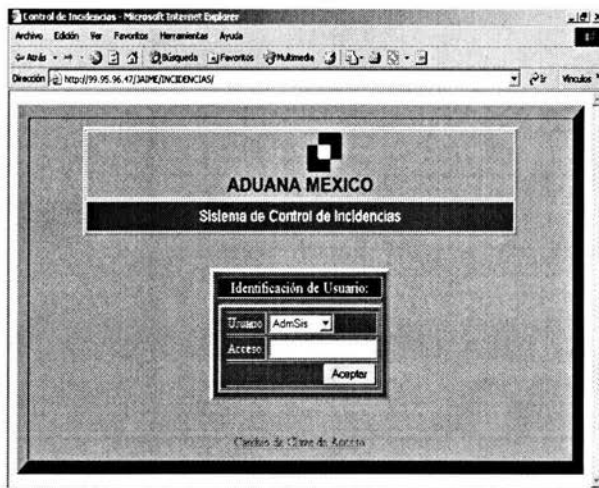 Control de Incidencias - Microsoft Internet Explorer
Archivo Edición Ver Favoritos Herramientas Ayuda
Atrás Búsqueda Favoritos Multimedia
Dirección http://99.95.96.47/JAIME/INCIDENCIAS/ Ir Vínculos
ADUANA MEXICO
Sistema de Control de Incidencias
Identificación de Usuario:
Usuario AdmSis
Acceso
Aceptar
Cambio de Clave de Acceso